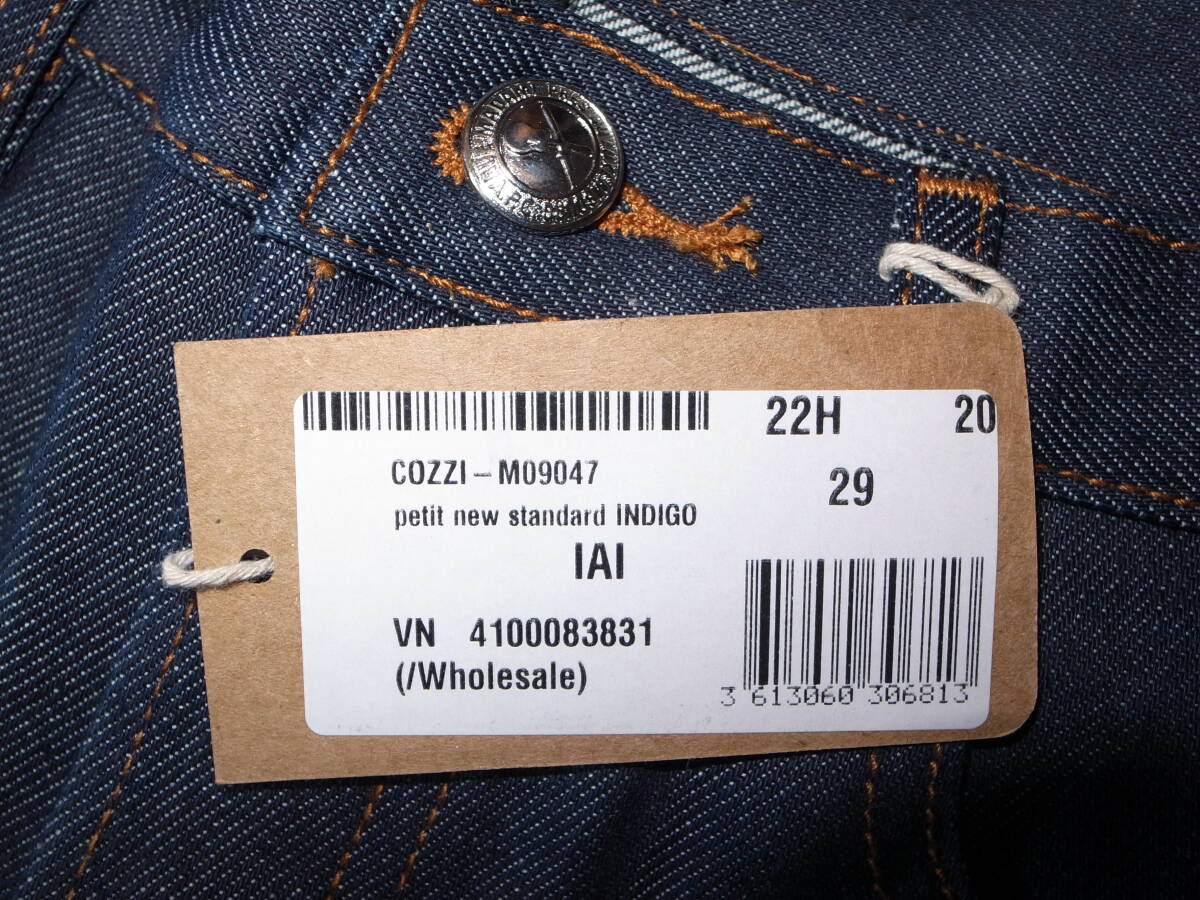 22H 20
COZZI – M09047
29
petit new standard INDIGO
IAI
VN 4100083831
(/Wholesale)
3 613060 306813